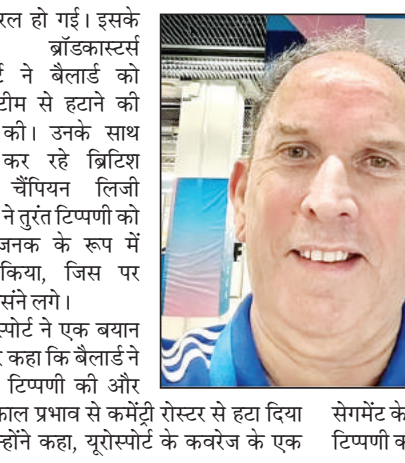 रल हो गई। इसके
ब्रॉडकास्टर्स
र्ट ने बैलार्ड को
टीम से हटाने की
की। उनके साथ
कर रहे ब्रिटिश
चैंपियन लिजी
ने तुरंत टिप्पणी को
जनक के रूप में
किया, जिस पर
संने लगे।
स्पोर्ट ने एक बयान
र कहा कि बैलार्ड ने
टिप्पणी की और
काल प्रभाव से कमेंट्री रोस्टर से हटा दिया
न्होंने कहा, यूरोस्पोर्ट के कवरेज के एक
सेगमेंट के
टिप्पणी क